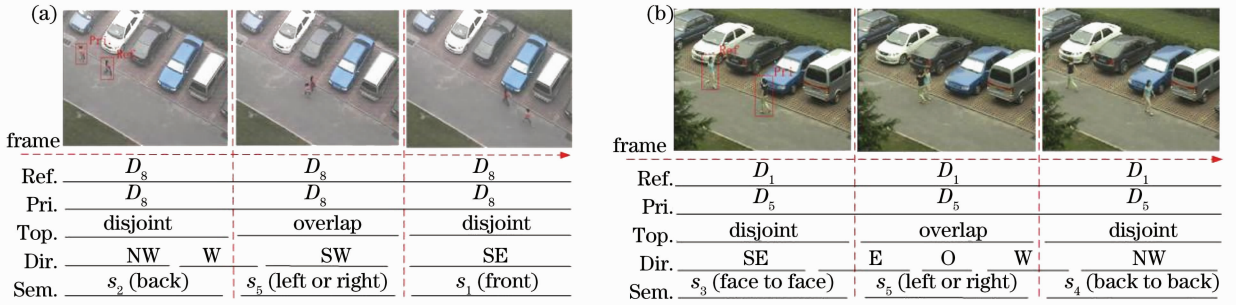 (a)
Pri
Ref
frame
Ref. D₈ D₈ D₈
Pri. D₈ D₈ D₈
Top. disjoint overlap disjoint
Dir. NW W SW SE
Sem. s₂ (back) s₅ (left or right) s₁ (front)
(b)
Ref
Pri
frame
Ref. D₁ D₁ D₁
Pri. D₅ D₅ D₅
Top. disjoint overlap disjoint
Dir. SE E O W NW
Sem. s₃ (face to face) s₅ (left or right) s₄ (back to back)